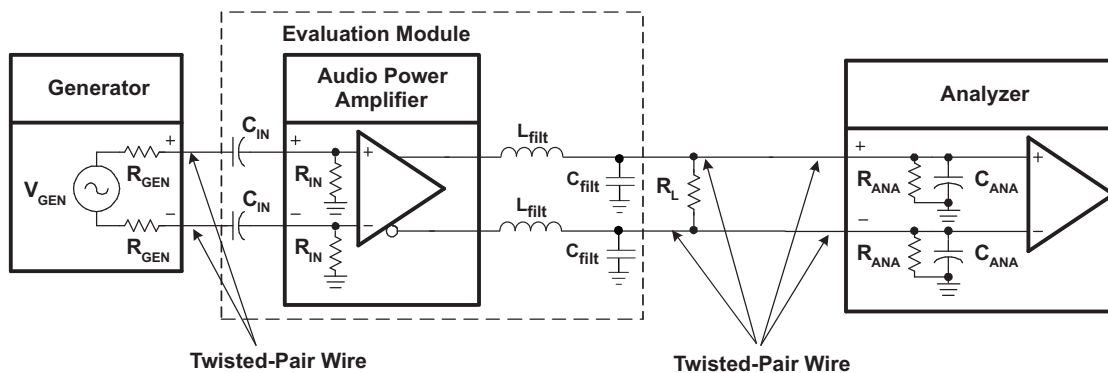 Evaluation Module
Generator
Audio Power
Amplifier
Analyzer
C_IN
L_filt
+
+
+
+
+
R_GEN
R_IN
C_filt
R_L
R_ANA
C_ANA
V_GEN
C_IN
L_filt
−
−
−
−
−
R_GEN
R_IN
C_filt
R_ANA
C_ANA
Twisted-Pair Wire
Twisted-Pair Wire